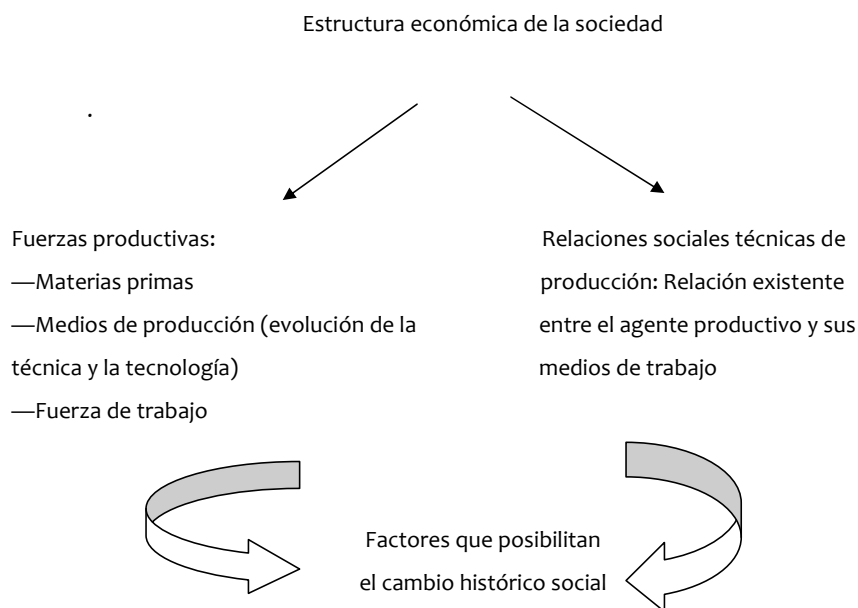 Estructura económica de la sociedad
.
Fuerzas productivas:
—Materias primas
—Medios de producción (evolución de la
técnica y la tecnología)
—Fuerza de trabajo
Relaciones sociales técnicas de
producción: Relación existente
entre el agente productivo y sus
medios de trabajo
Factores que posibilitan
el cambio histórico social